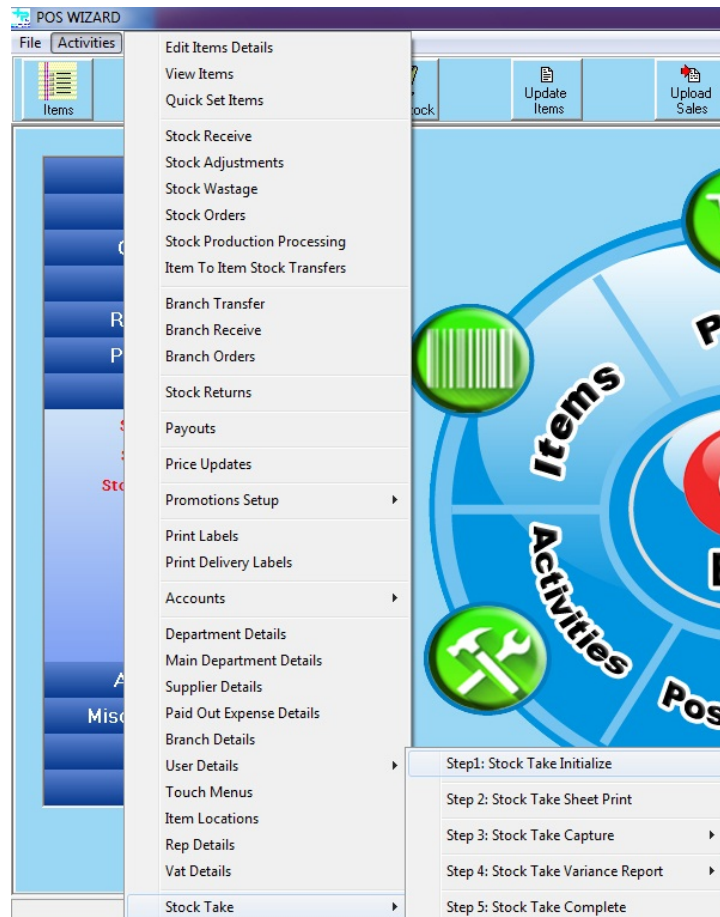 POS WIZARD
File Activities
Items
Update
Items
Upload
Sales
Edit Items Details
View Items
Quick Set Items
Stock Receive
Stock Adjustments
Stock Wastage
Stock Orders
Stock Production Processing
Item To Item Stock Transfers
Branch Transfer
Branch Receive
Branch Orders
Stock Returns
Payouts
Price Updates
Promotions Setup
Print Labels
Print Delivery Labels
Accounts
Department Details
Main Department Details
Supplier Details
Paid Out Expense Details
Branch Details
User Details
Touch Menus
Item Locations
Rep Details
Vat Details
Stock Take
Step1: Stock Take Initialize
Step 2: Stock Take Sheet Print
Step 3: Stock Take Capture
Step 4: Stock Take Variance Report
Step 5: Stock Take Complete
Items
Activities
Pos